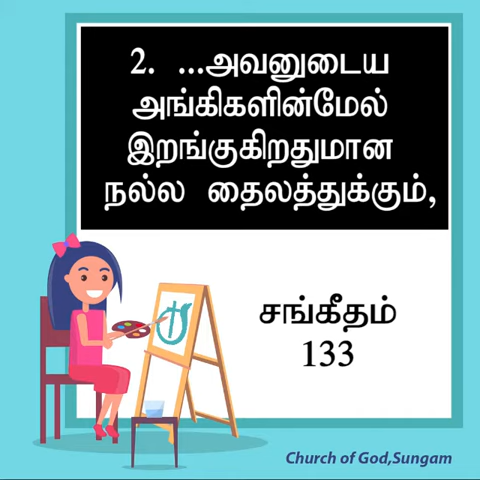 2. ...அவனுடைய
அங்கிகளின்மேல்
இறங்குகிறதுமான
நல்ல தைலத்துக்கும்,
சங்கீதம்
133
Church of God,Sungam